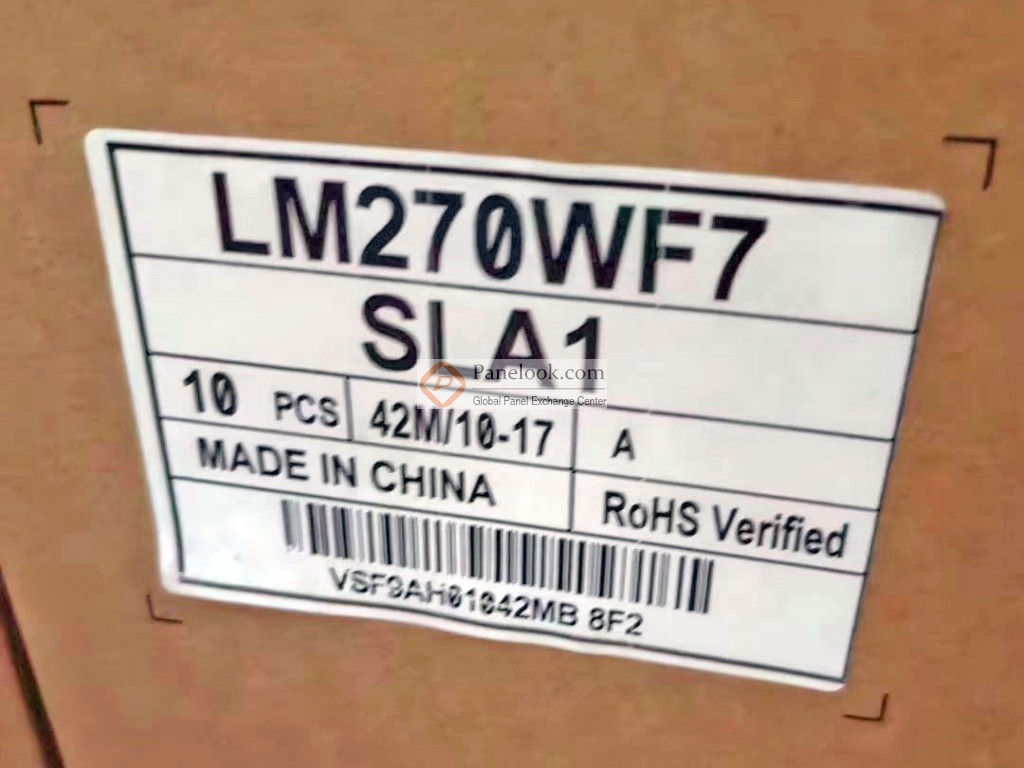 LM270WF7
SLA1
Panelook.com
Global Panel Exchange Center
10 PCS 42M/10-17 A
MADE IN CHINA RoHS Verified
VSF9AH01042MB 8F2